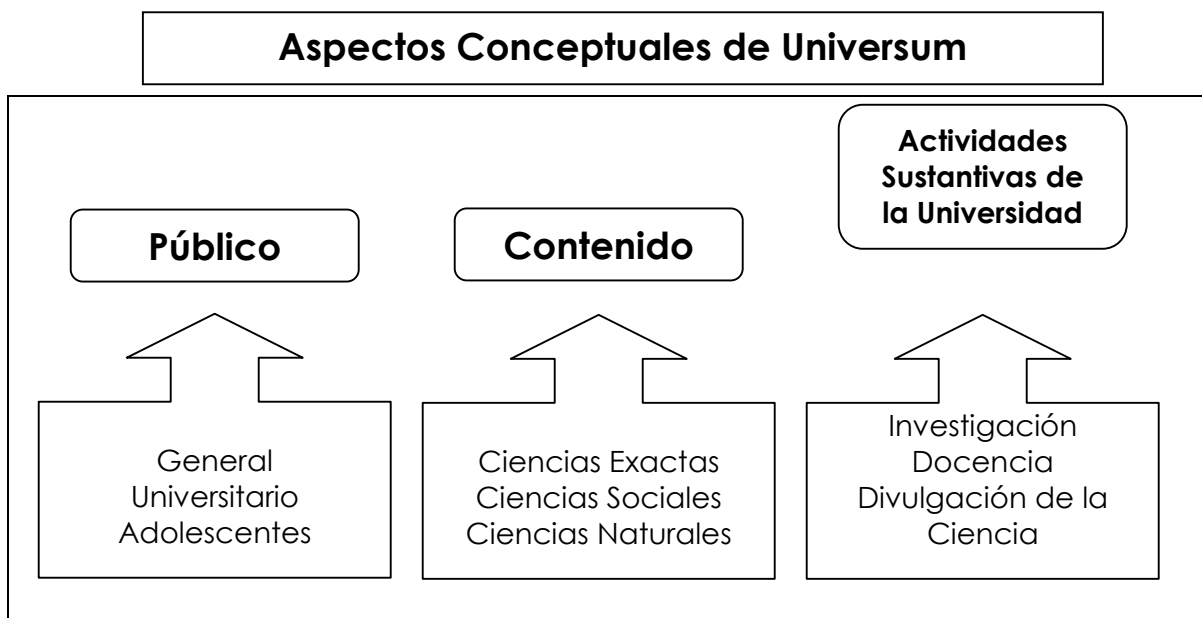 Aspectos Conceptuales de Universum
Público
Contenido
Actividades
Sustantivas de
la Universidad
General
Universitario
Adolescentes
Ciencias Exactas
Ciencias Sociales
Ciencias Naturales
Investigación
Docencia
Divulgación de la
Ciencia